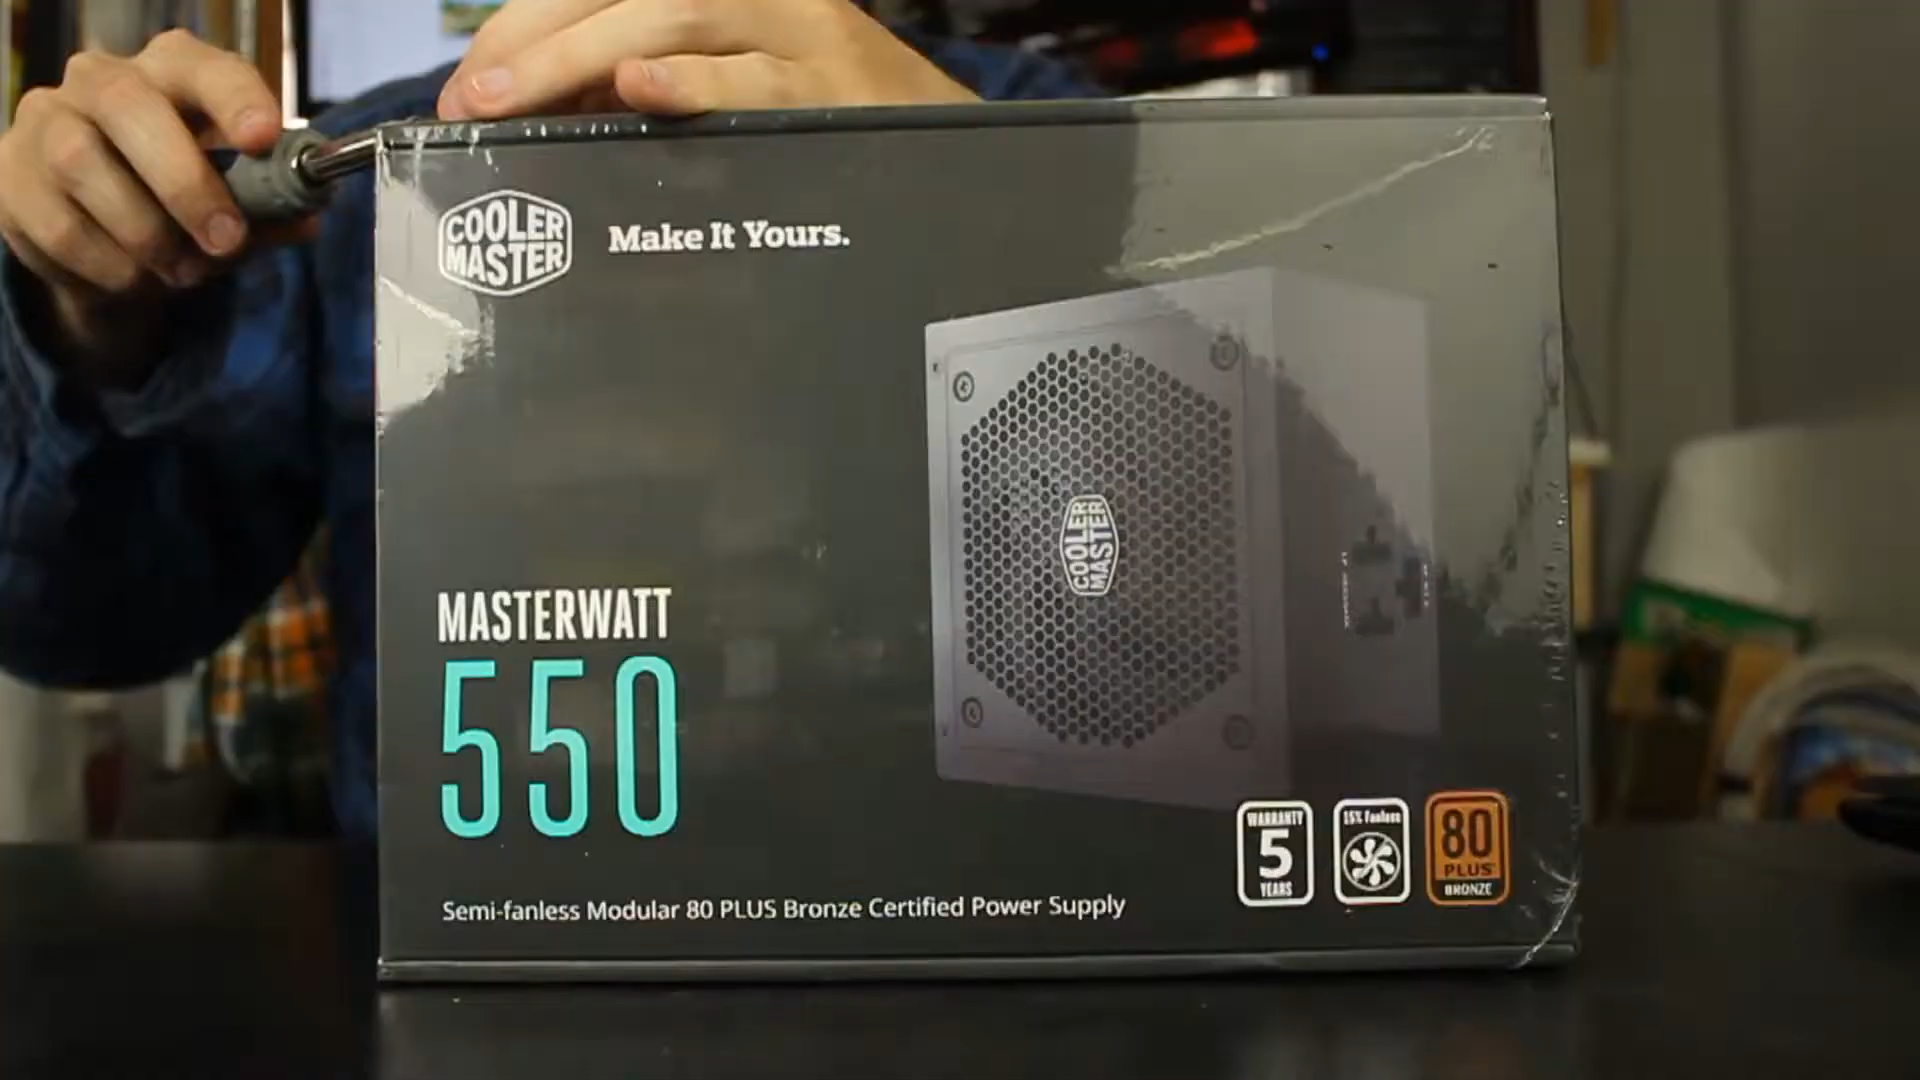 COOLER
MASTER
Make It Yours.
COOLER
MASTER
MASTERWATT
550
Semi-fanless Modular 80 PLUS Bronze Certified Power Supply
WARRANTY
5
YEARS
15% Fanless
80
PLUS
BRONZE